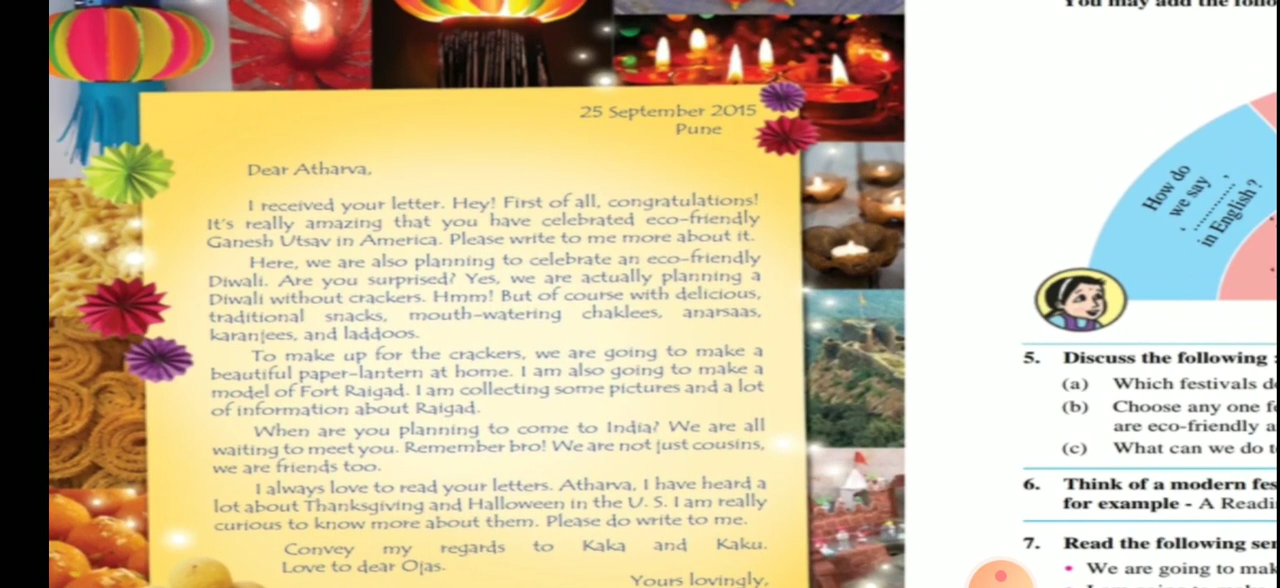 25 September 2015
Pune
Dear Atharva,
I received your letter. Hey! First of all, congratulations!
It's really amazing that you have celebrated eco-friendly
Ganesh Utsav in America. Please write to me more about it.
Here, we are also planning to celebrate an eco-friendly
Diwali. Are you surprised? Yes, we are actually planning a
Diwali without crackers. Hmm! But of course with delicious,
traditional snacks, mouth-watering chaklees, anarsaas,
karanjees, and laddoos.
To make up for the crackers, we are going to make a
beautiful paper-lantern at home. I am also going to make a
model of Fort Raigad. I am collecting some pictures and a lot
of information about Raigad.
When are you planning to come to India? We are all
waiting to meet you. Remember bro! We are not just cousins,
we are friends too.
I always love to read your letters. Atharva, I have heard a
lot about Thanksgiving and Halloween in the U. S. I am really
curious to know more about them. Please do write to me.
Convey my regards to Kaka and Kaku.
Love to dear Ojas.
Yours lovingly,
You may add the
How do
we say
' ............ '
in English ?
5. Discuss the following
(a) Which festivals
(b) Choose any one
are eco-friendly
(c) What can we do
6. Think of a modern
for example - A
7. Read the following
• We are going to